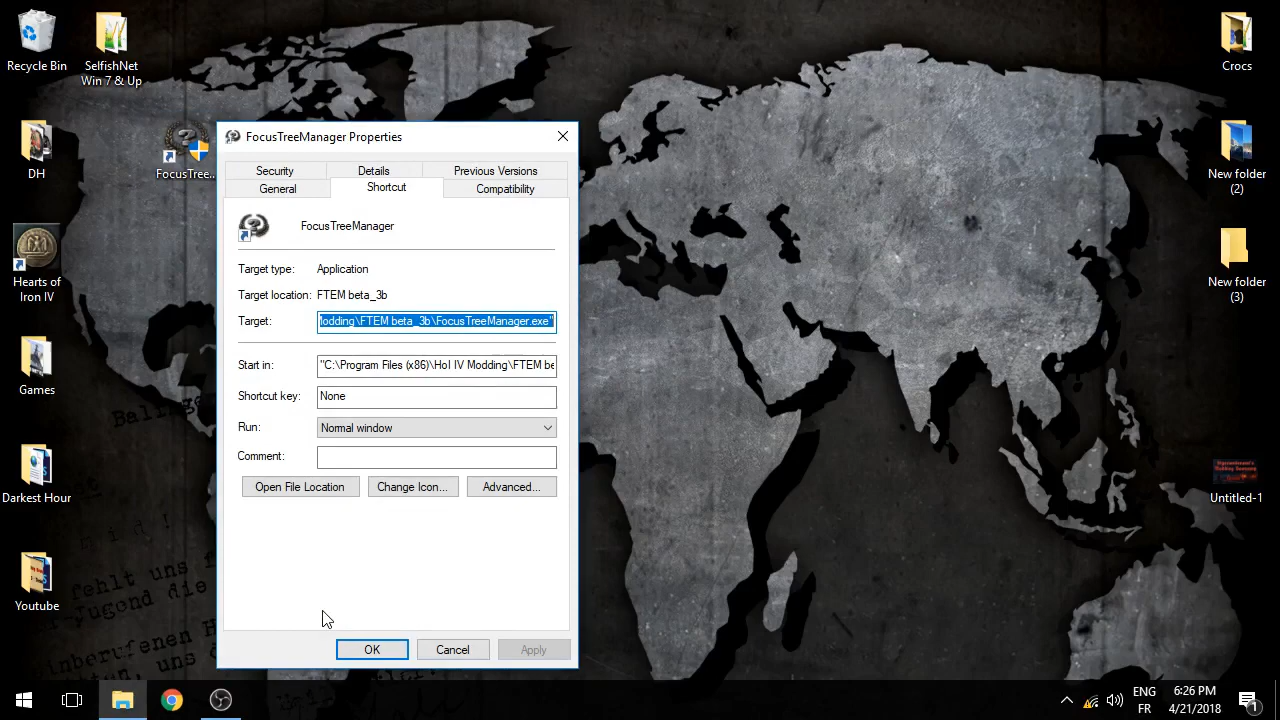 Recycle Bin
SelfishNet
Win 7 & Up
DH
FocusTree...
Hearts of
Iron IV
Games
Darkest Hour
Youtube
FocusTreeManager Properties
Security
Details
Previous Versions
General
Shortcut
Compatibility
FocusTreeManager
Target type:
Application
Target location:
FTEM beta_3b
Target:
odding\FTEM beta_3b\FocusTreeManager.exe"
Start in:
"C:\Program Files (x86)\HoI IV Modding\FTEM be
Shortcut key:
None
Run:
Normal window
Comment:
Open File Location
Change Icon...
Advanced...
OK
Cancel
Apply
Crocs
New folder
(2)
New folder
(3)
Untitled-1
fehlt uns
ENG
FR
6:26 PM
4/21/2018
1